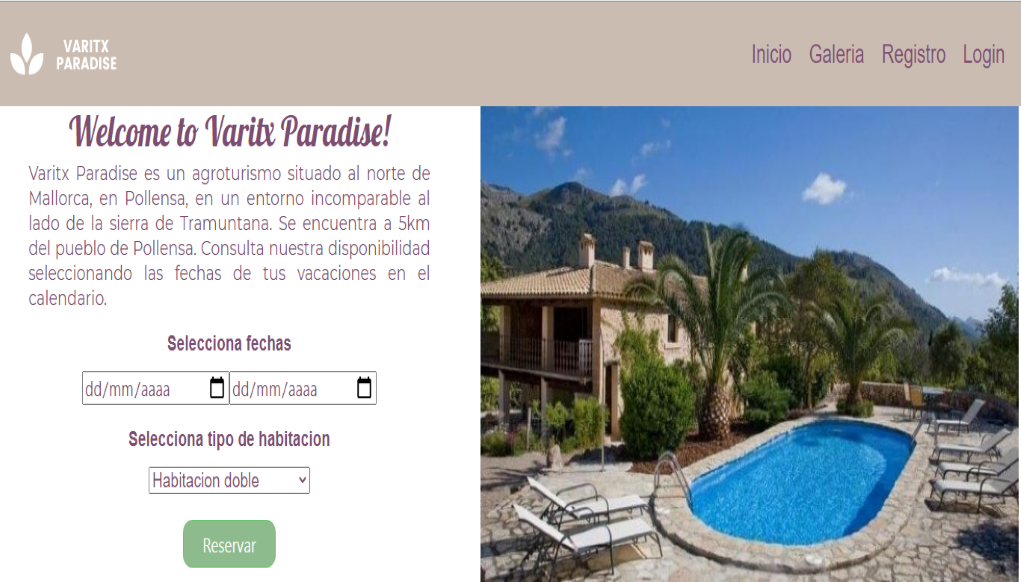 VARITX
PARADISE
Inicio Galeria Registro Login
Welcome to Varitx Paradise!
Varitx Paradise es un agroturismo situado al norte de
Mallorca, en Pollensa, en un entorno incomparable al
lado de la sierra de Tramuntana. Se encuentra a 5km
del pueblo de Pollensa. Consulta nuestra disponibilidad
seleccionando las fechas de tus vacaciones en el
calendario.
Selecciona fechas
dd/mm/aaaa dd/mm/aaaa
Selecciona tipo de habitacion
Habitacion doble
Reservar